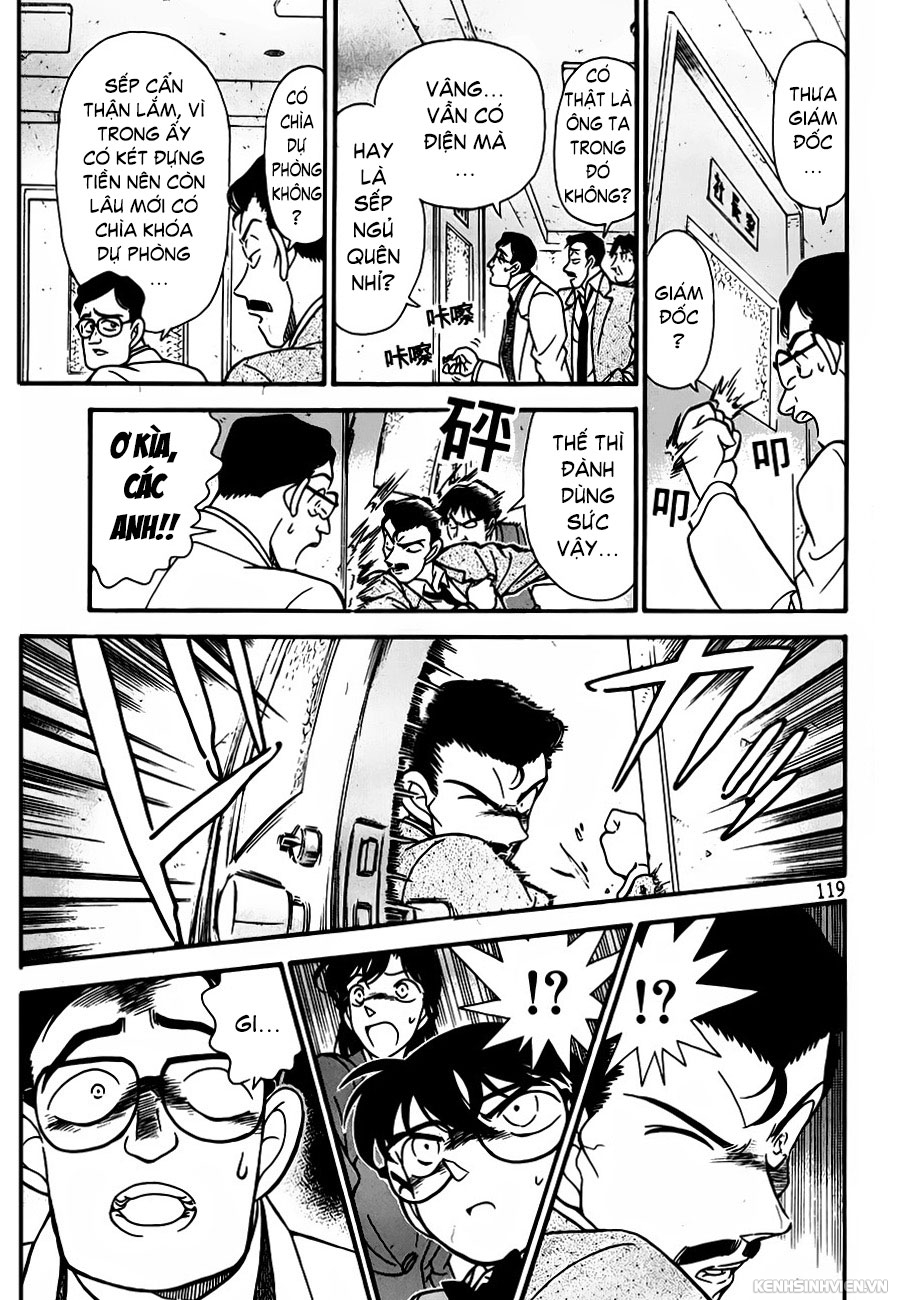 THƯA
GIÁM
ĐỐC
...
社長室
GIÁM
ĐỐC
?
叩
叩
CÓ
THẬT LÀ
ÔNG TA
TRONG
ĐÓ
KHÔNG?
VÂNG...
VẪN CÓ
ĐIỆN MÀ
...
HAY
LÀ
SẾP
NGỦ
QUÊN
NHỈ?
咔嚓
咔嚓
CÓ
CHÌA
DỰ
PHÒNG
KHÔNG
?
SẾP CẨN
THẬN LẮM, VÌ
TRONG ẤY
CÓ KÉT ĐỰNG
TIỀN NÊN CÒN
LÂU MỚI CÓ
CHÌA KHÓA
DỰ PHÒNG
...
THẾ THÌ
ĐÀNH
DÙNG
SỨC
VẬY...
砰
Ơ KÌA,
CÁC
ANH!!
119
!?
!?
GI...
KENHSINHVIEN.VN